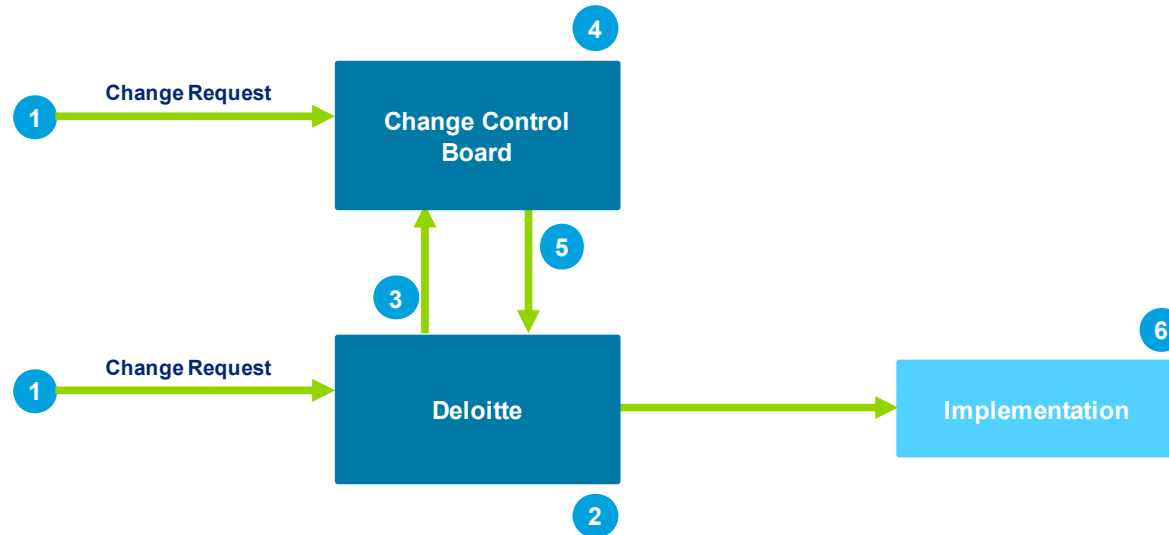 4
Change Request
1
Change Control
Board
5
3
6
Change Request
1
Deloitte
Implementation
2